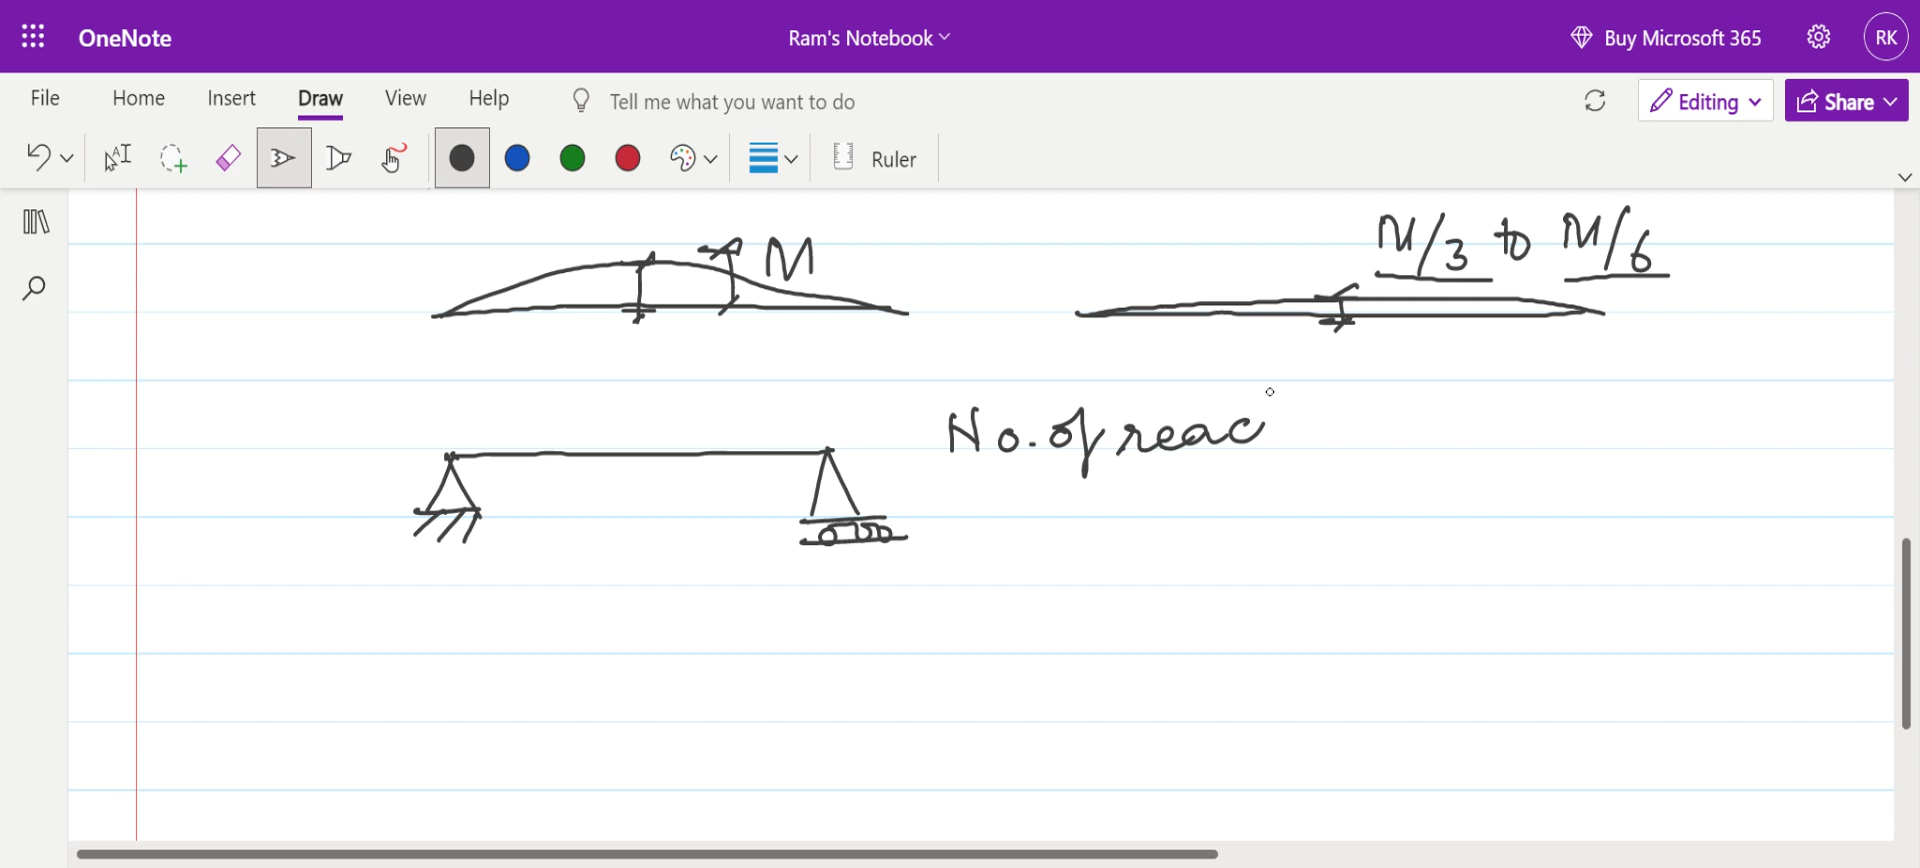 OneNote
Ram's Notebook
Buy Microsoft 365
RK
File Home Insert Draw View Help Tell me what you want to do
Editing
Share
Ruler
M
M/3 to M/6
No. of reac